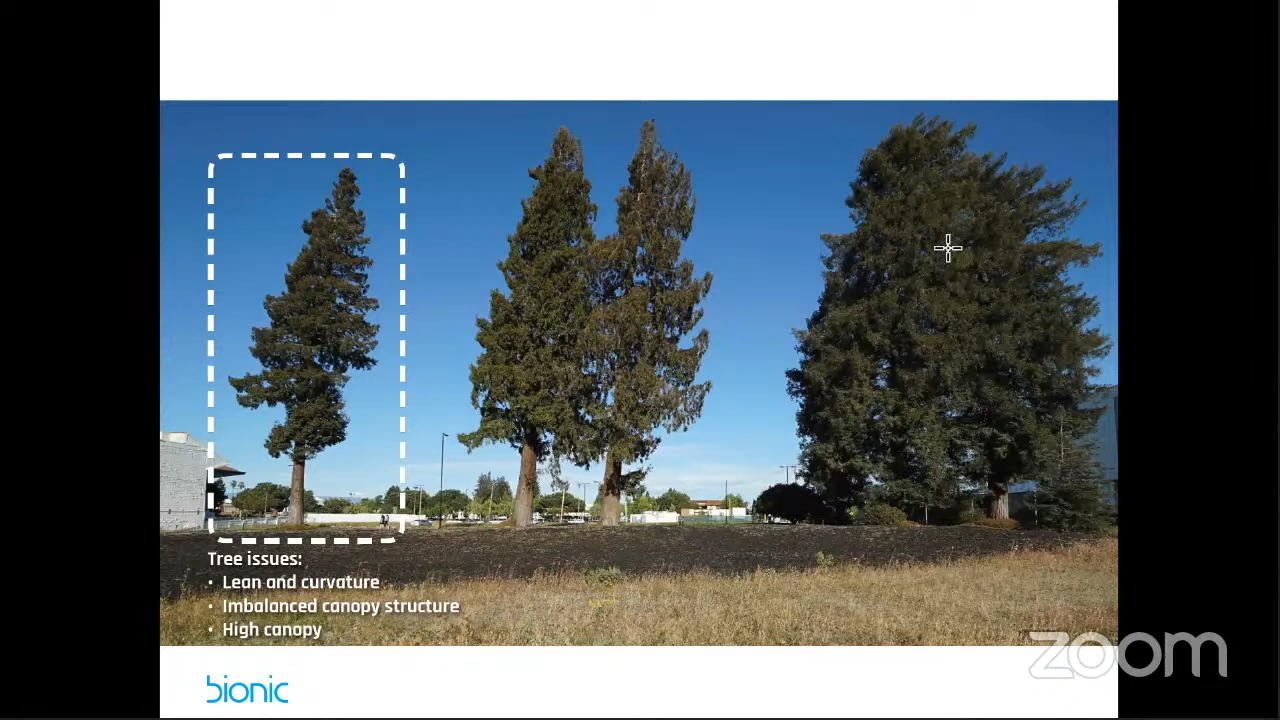 Tree issues:
• Lean and curvature
• Imbalanced canopy structure
• High canopy
bionic
zoom